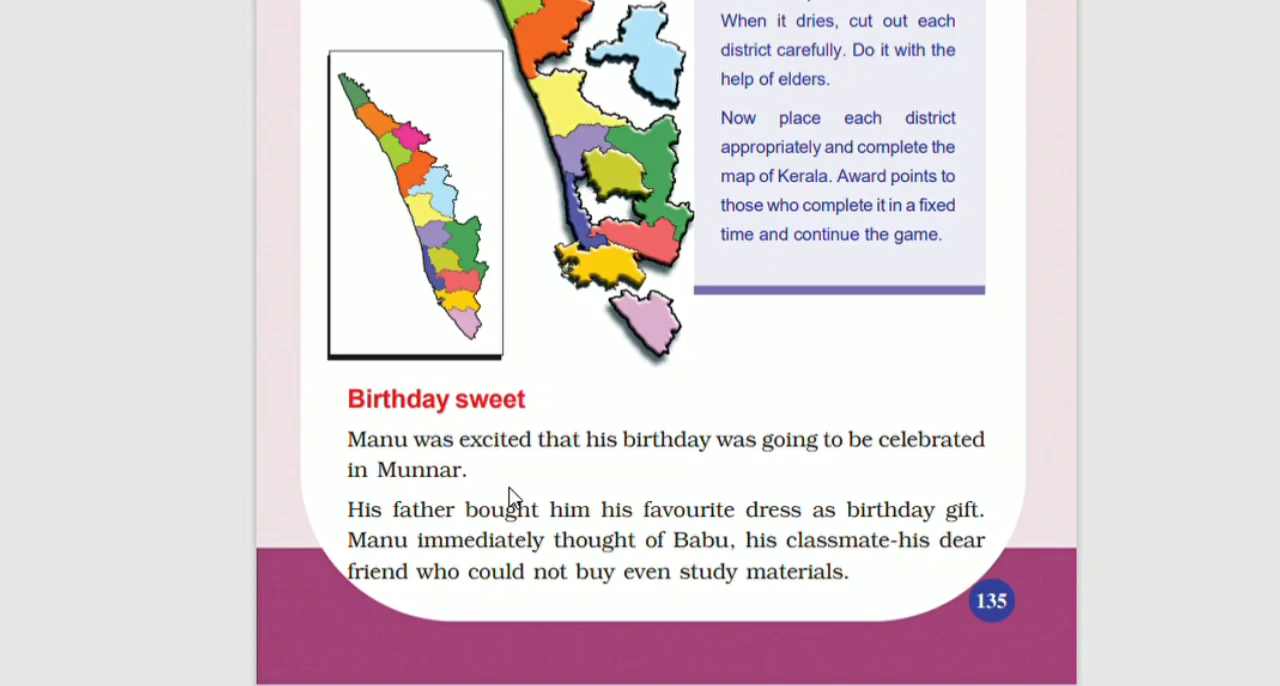 When it dries, cut out each
district carefully. Do it with the
help of elders.
Now place each district
appropriately and complete the
map of Kerala. Award points to
those who complete it in a fixed
time and continue the game.
Birthday sweet
Manu was excited that his birthday was going to be celebrated
in Munnar.
His father bought him his favourite dress as birthday gift.
Manu immediately thought of Babu, his classmate-his dear
friend who could not buy even study materials.
135